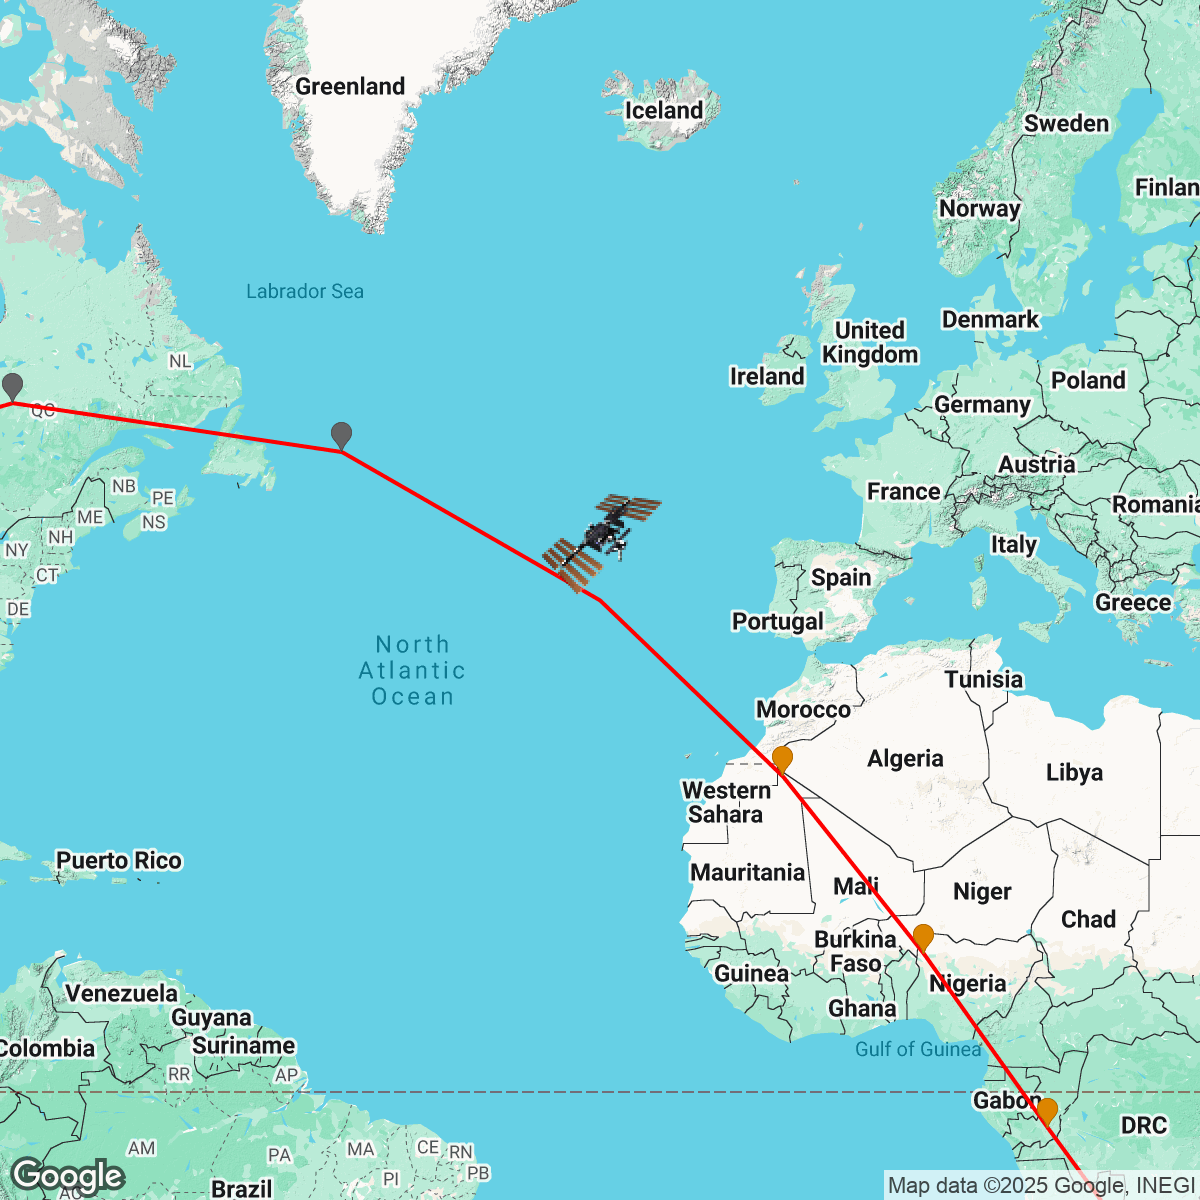 Greenland
Iceland
Sweden
Finlan
Norway
Labrador Sea
Denmark
United
Kingdom
NL
Ireland
Poland
QC
Germany
Austria
NB
PE
France
Romania
ME
NS
NH
NY
Italy
CT
Spain
DE
Greece
Portugal
North
Atlantic
Ocean
Tunisia
Morocco
Algeria
Libya
Western
Sahara
Puerto Rico
Mauritania
Mali
Niger
Chad
Burkina
Faso
Guinea
Nigeria
Venezuela
Ghana
Guyana
Colombia
Suriname
Gulf of Guinea
RR
AP
Gabon
DRC
AM
PA
MA
CE
RN
PB
PI
Google
AC
Brazil
Map data ©2025 Google, INEGI